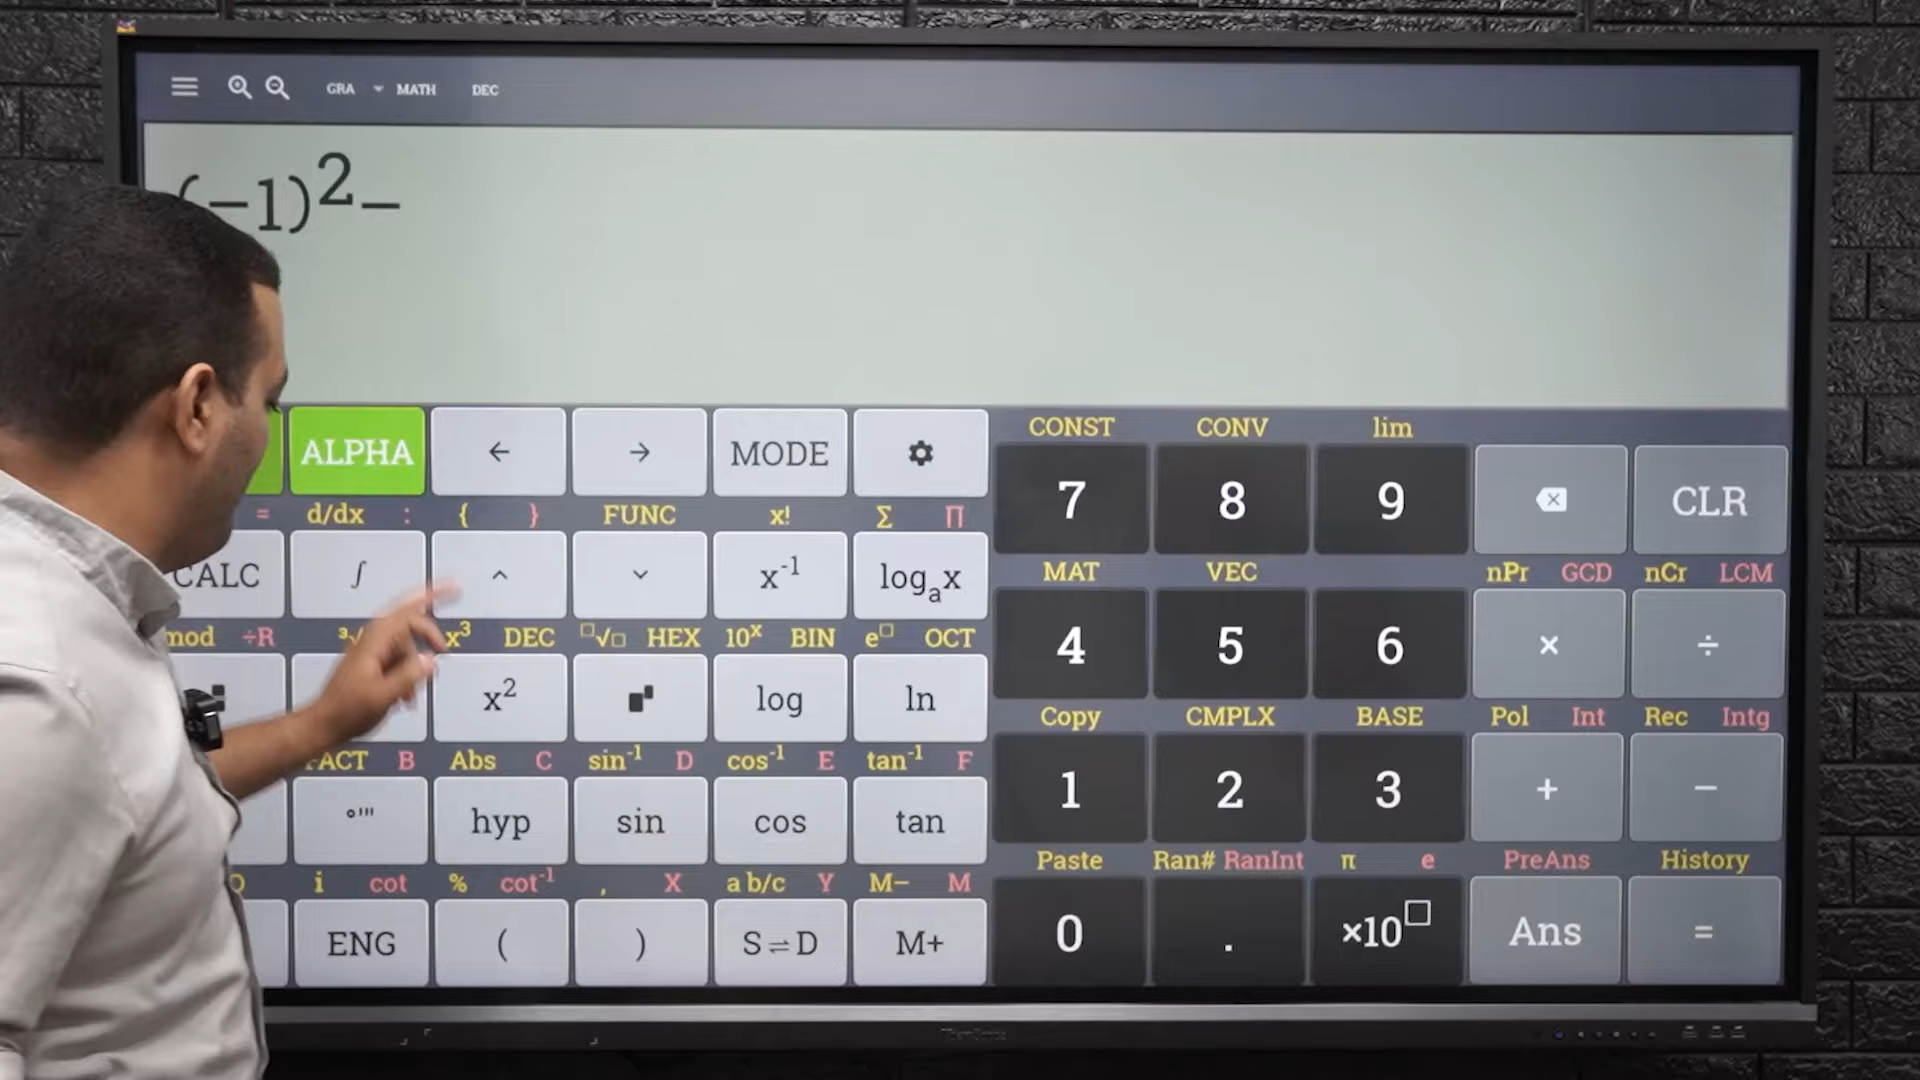 GRA MATH DEC
(−1)²−
ALPHA ← → MODE
CONST CONV lim
7 8 9 CLR
= d/dx : { } FUNC x! Σ Π
CALC ∫ ^ ⌄ x⁻¹ logₐx
MAT VEC nPr GCD nCr LCM
4 5 6 × ÷
mod ÷R ³√ x³ DEC □√□ HEX 10ˣ BIN e□ OCT
x² log ln
Copy CMPLX BASE Pol Int Rec Intg
1 2 3 + −
FACT B Abs C sin⁻¹ D cos⁻¹ E tan⁻¹ F
°''' hyp sin cos tan
Paste Ran# RanInt π e PreAns History
0 . ×10□ Ans =
i cot % cot⁻¹ , X a b/c Y M− M
ENG ( ) S⇌D M+